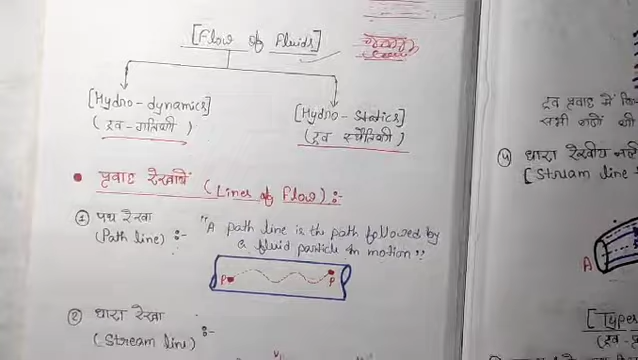 [Flow of Fluids]
[Hydro-dynamics]
(द्रव-गतिकी)
[Hydro-Statics]
(द्रव स्थैतिकी)
• प्रवाह रेखायें (Lines of Flow) :-
① पथ रेखा
(Path line) :-
"A path line is the path followed by
a fluid particle in motion"
P
P
② धारा रेखा
(Stream line) :-
द्रव प्रवाह में
सभी
④ धारा रेखीय
[Stream line
A
[Types